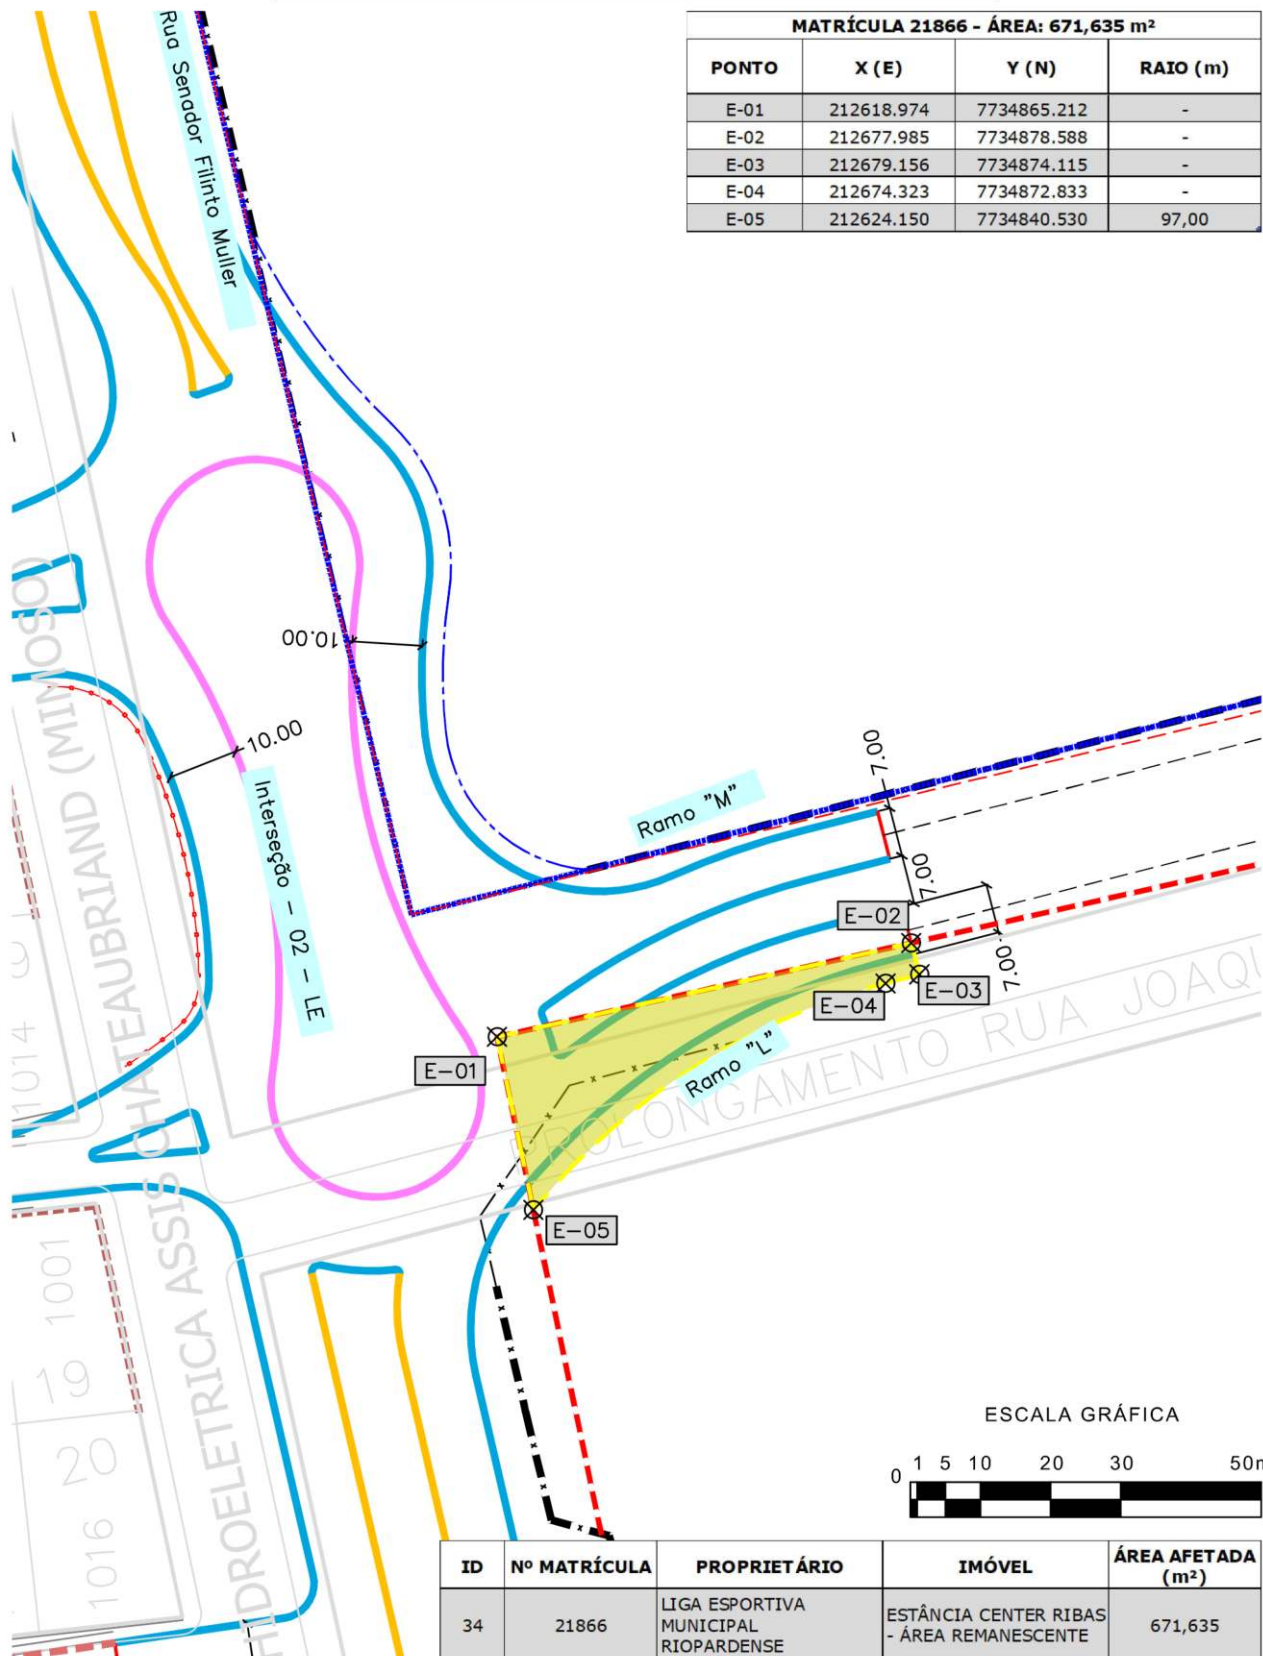 MATRÍCULA 21866 - ÁREA: 671,635 m²
PONTO X (E) Y (N) RAIO (m)
E-01 212618.974 7734865.212 -
E-02 212677.985 7734878.588 -
E-03 212679.156 7734874.115 -
E-04 212674.323 7734872.833 -
E-05 212624.150 7734840.530 97,00
Rua Senador Filinto Muller
10.00
10.00
Interseção - 02 - LE
Ramo "M"
7.00
7.00
7.00
E-02
E-03
E-04
E-01
Ramo "L"
E-05
PROLONGAMENTO RUA
HIDROELETRICA ASSIS CHATEAUBRIAND (MIMOSO)
1014
1001
19
20
1016
ESCALA GRÁFICA
0 1 5 10 20 30 50m
ID Nº MATRÍCULA PROPRIETÁRIO IMÓVEL ÁREA AFETADA (m²)
34 21866 LIGA ESPORTIVA MUNICIPAL RIOPARDENSE ESTÂNCIA CENTER RIBAS - ÁREA REMANESCENTE 671,635